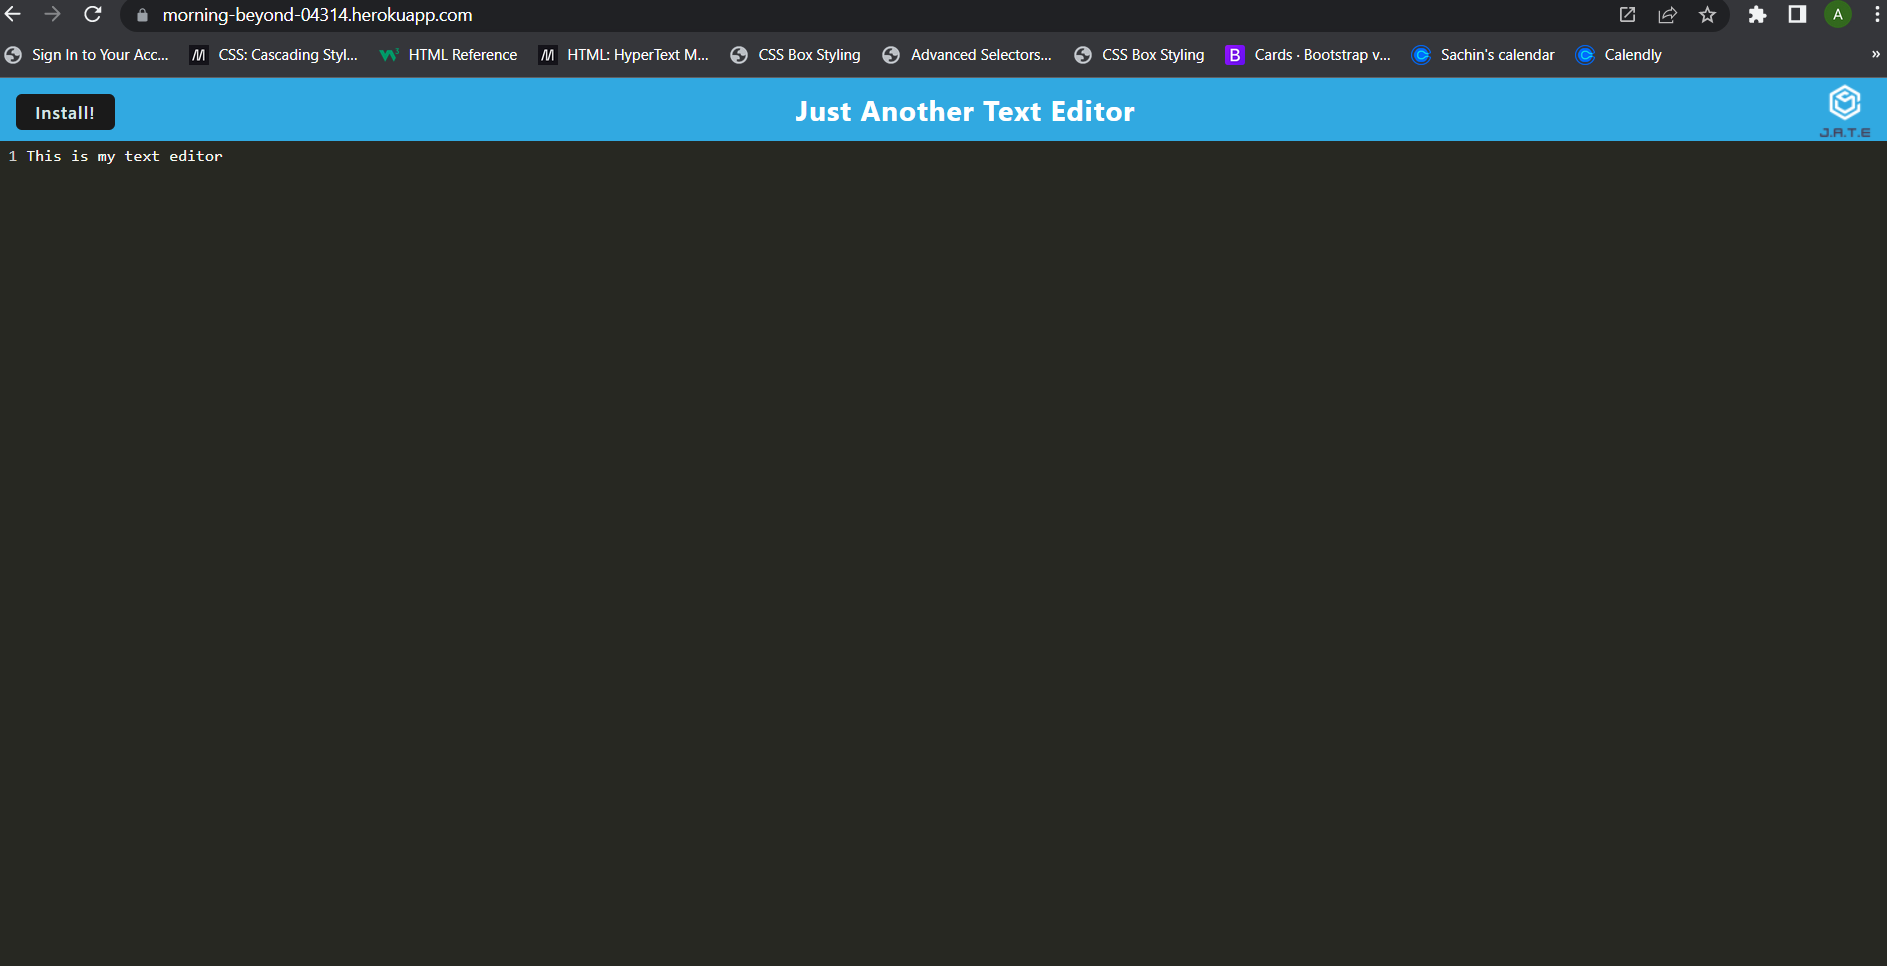 morning-beyond-04314.herokuapp.com A
Sign In to Your Acc... CSS: Cascading Styl... HTML Reference HTML: HyperText M... CSS Box Styling Advanced Selectors... CSS Box Styling B Cards · Bootstrap v... Sachin's calendar Calendly »
Install! Just Another Text Editor
J.A.T.E
1 This is my text editor